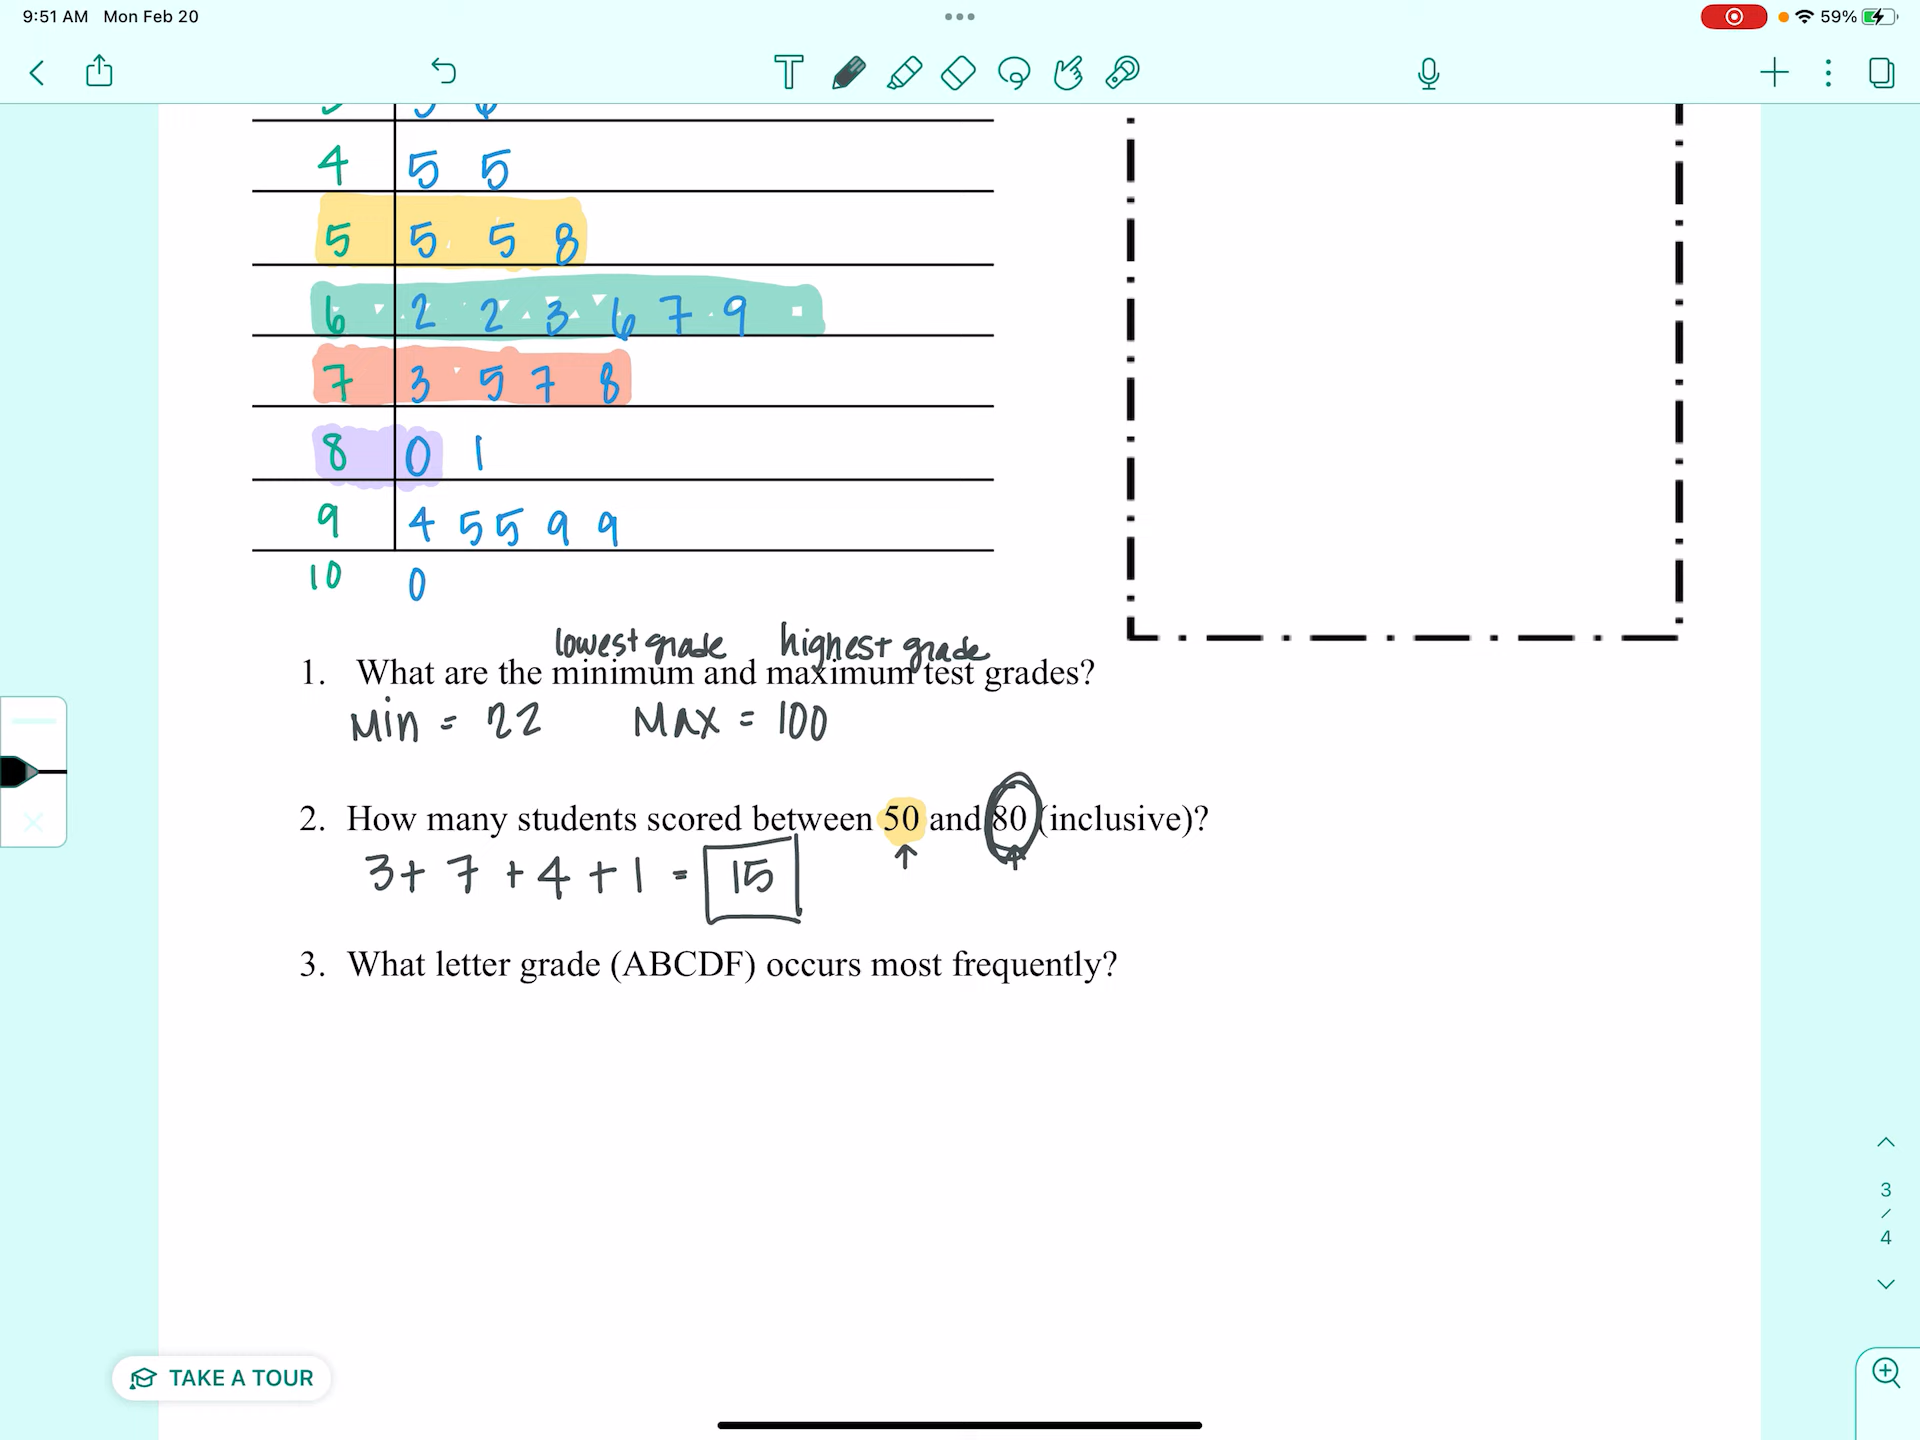 9:51 AM Mon Feb 20
59%
T
4 5 5
5 5 5 8
6 2 2 3 6 7 9
7 3 5 7 8
8 0 1
9 4 5 5 9 9
10 0
lowest grade highest grade
1. What are the minimum and maximum test grades?
Min = 22 Max = 100
2. How many students scored between 50 and 80 (inclusive)?
3 + 7 + 4 + 1 = 15
3. What letter grade (ABCDF) occurs most frequently?
3
/
4
TAKE A TOUR